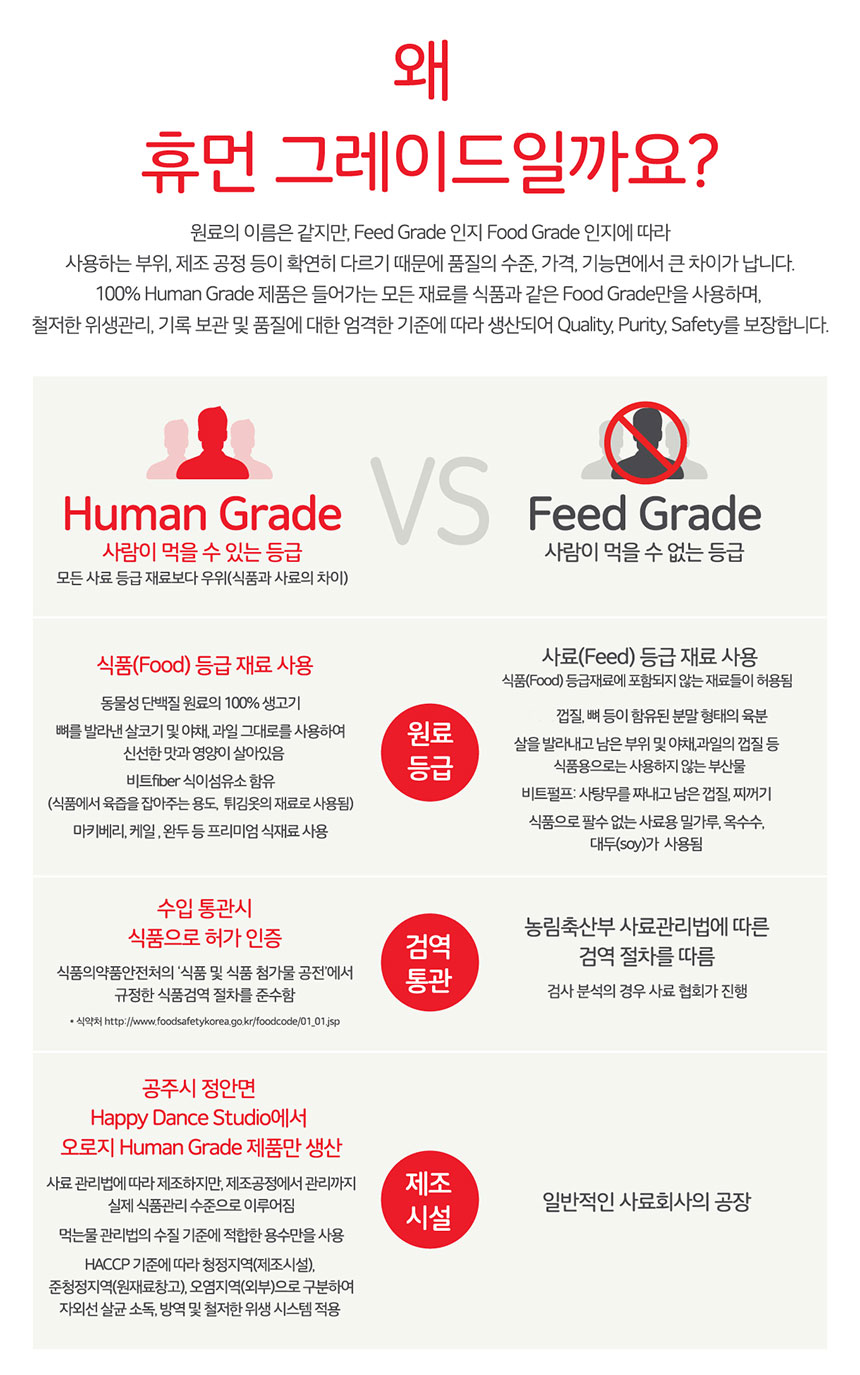 왜
휴먼 그레이드일까요?
원료의 이름은 같지만, Feed Grade 인지 Food Grade 인지에 따라
사용하는 부위, 제조 공정 등이 확연히 다르기 때문에 품질의 수준, 가격, 기능면에서 큰 차이가 납니다.
100% Human Grade 제품은 들어가는 모든 재료를 식품과 같은 Food Grade만을 사용하며,
철저한 위생관리, 기록 보관 및 품질에 대한 엄격한 기준에 따라 생산되어 Quality, Purity, Safety를 보장합니다.
Human Grade
사람이 먹을 수 있는 등급
모든 사료 등급 재료보다 우위(식품과 사료의 차이)
VS
Feed Grade
사람이 먹을 수 없는 등급
식품(Food) 등급 재료 사용
동물성 단백질 원료의 100% 생고기
뼈를 발라낸 살코기 및 야채, 과일 그대로를 사용하여
신선한 맛과 영양이 살아있음
비트fiber 식이섬유소 함유
(식품에서 육즙을 잡아주는 용도, 튀김옷의 재료로 사용됨)
마키베리, 케일 , 완두 등 프리미엄 식재료 사용
원료
등급
사료(Feed) 등급 재료 사용
식품(Food) 등급재료에 포함되지 않는 재료들이 허용됨
껍질, 뼈 등이 함유된 분말 형태의 육분
살을 발라내고 남은 부위 및 야채,과일의 껍질 등
식품용으로는 사용하지 않는 부산물
비트펄프: 사탕무를 짜내고 남은 껍질, 찌꺼기
식품으로 팔수 없는 사료용 밀가루, 옥수수,
대두(soy)가 사용됨
수입 통관시
식품으로 허가 인증
식품의약품안전처의 '식품 및 식품 첨가물 공전'에서
규정한 식품검역 절차를 준수함
* 식약처 http://www.foodsafetykorea.go.kr/foodcode/01_01.jsp
검역
통관
농림축산부 사료관리법에 따른
검역 절차를 따름
검사 분석의 경우 사료 협회가 진행
공주시 정안면
Happy Dance Studio에서
오로지 Human Grade 제품만 생산
사료 관리법에 따라 제조하지만, 제조공정에서 관리까지
실제 식품관리 수준으로 이루어짐
먹는물 관리법의 수질 기준에 적합한 용수만을 사용
HACCP 기준에 따라 청정지역(제조시설),
준청정지역(원재료창고), 오염지역(외부)으로 구분하여
자외선 살균 소독, 방역 및 철저한 위생 시스템 적용
제조
시설
일반적인 사료회사의 공장